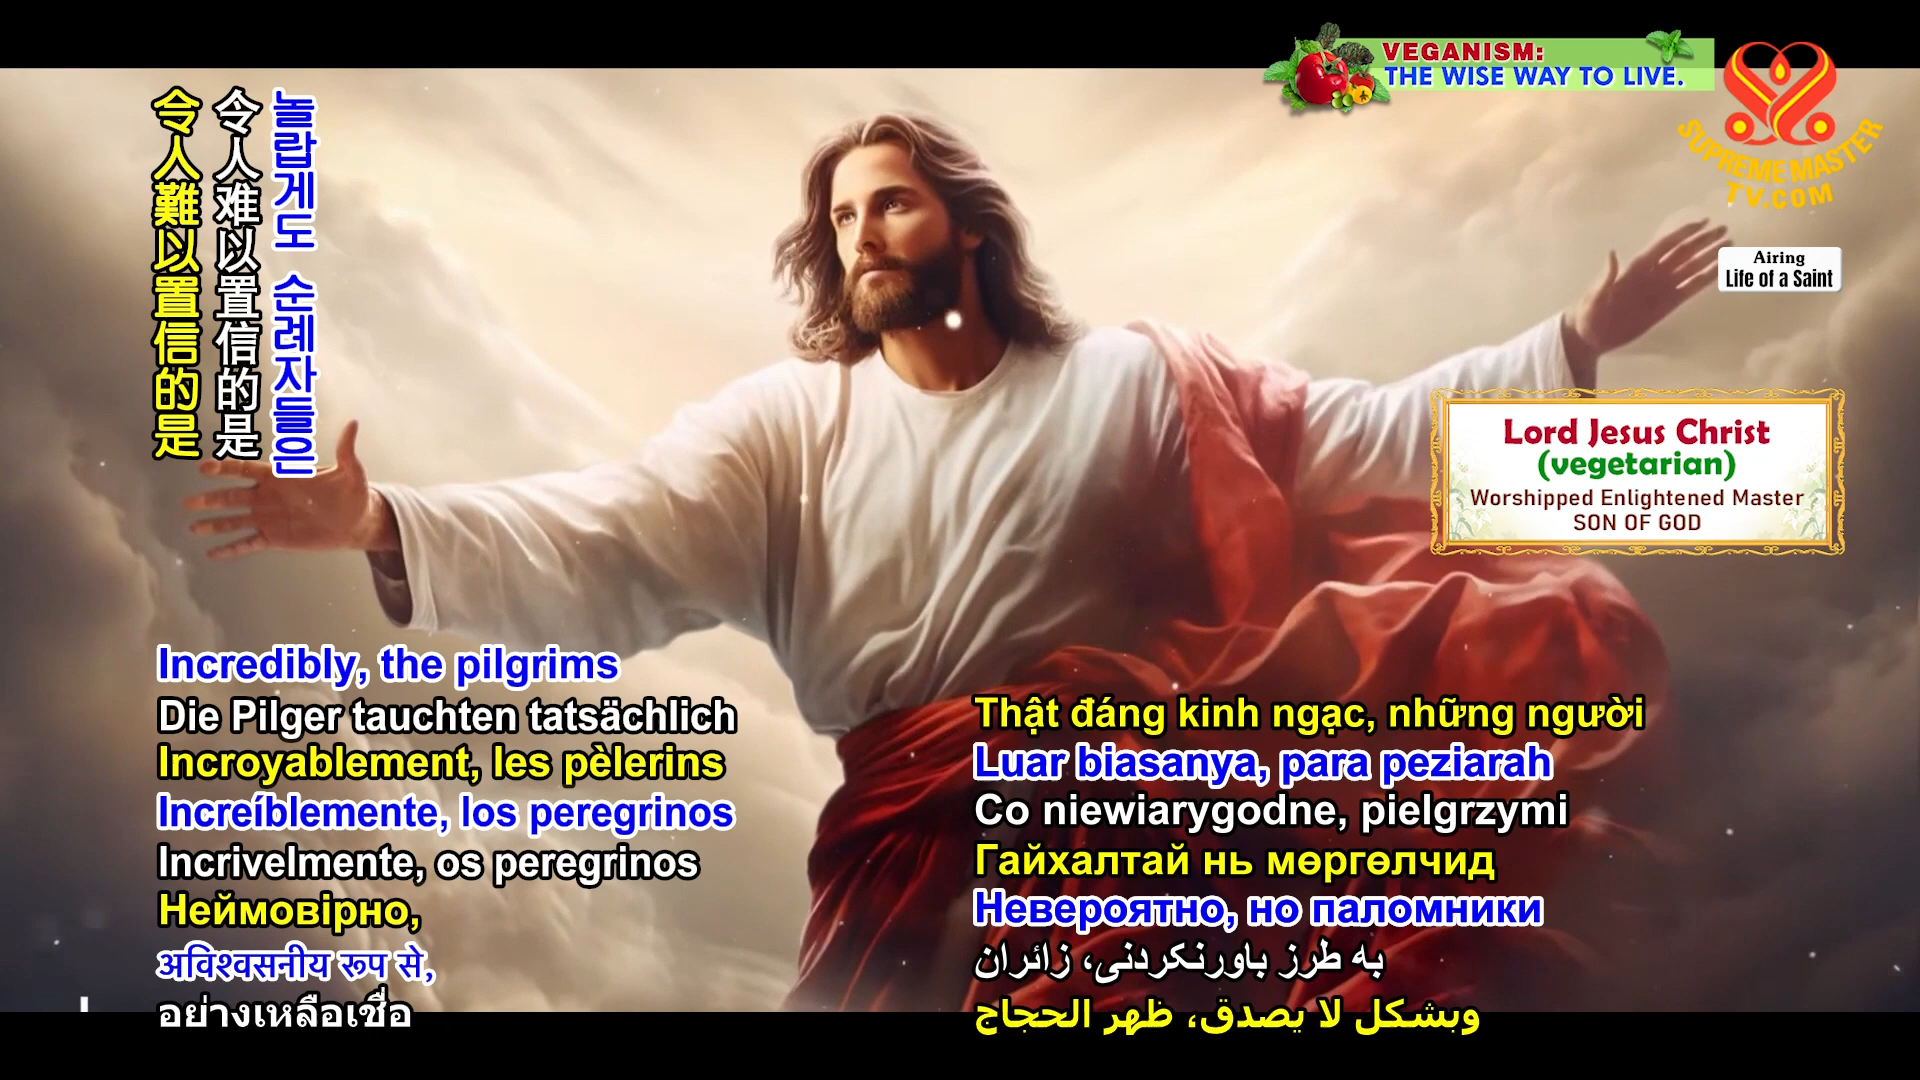 VEGANISM:
THE WISE WAY TO LIVE.
SUPREME MASTER
TV.COM
Airing
Life of a Saint
놀랍게도 순례자들은
令人难以置信的是
令人難以置信的是
Lord Jesus Christ
(vegetarian)
Worshipped Enlightened Master
SON OF GOD
Incredibly, the pilgrims
Die Pilger tauchten tatsächlich
Incroyablement, les pèlerins
Increíblemente, los peregrinos
Incrivelmente, os peregrinos
Неймовірно,
अविश्वसनीय रूप से,
อย่างเหลือเชื่อ
Thật đáng kinh ngạc, những người
Luar biasanya, para peziarah
Co niewiarygodne, pielgrzymi
Гайхалтай нь мөргөлчид
Невероятно, но паломники
به طرز باورنکردنی، زائران
وبشكل لا يصدق، ظهر الحجاج